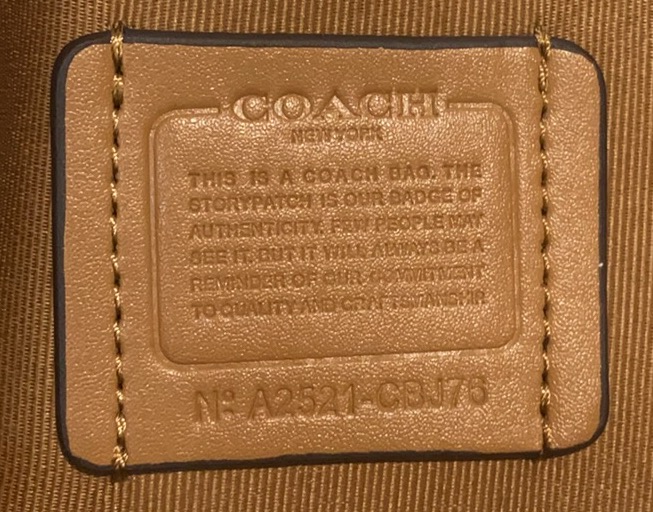 COACH
NEW YORK
THIS IS A COACH BAG. THE
STORYPATCH IS OUR BADGE OF
AUTHENTICITY. FEW PEOPLE MAY
SEE IT. BUT IT WILL ALWAYS BE A
REMINDER OF OUR COMMITMENT
TO QUALITY AND CRAFTSMANSHIP.
Nº A2521-CBJ76